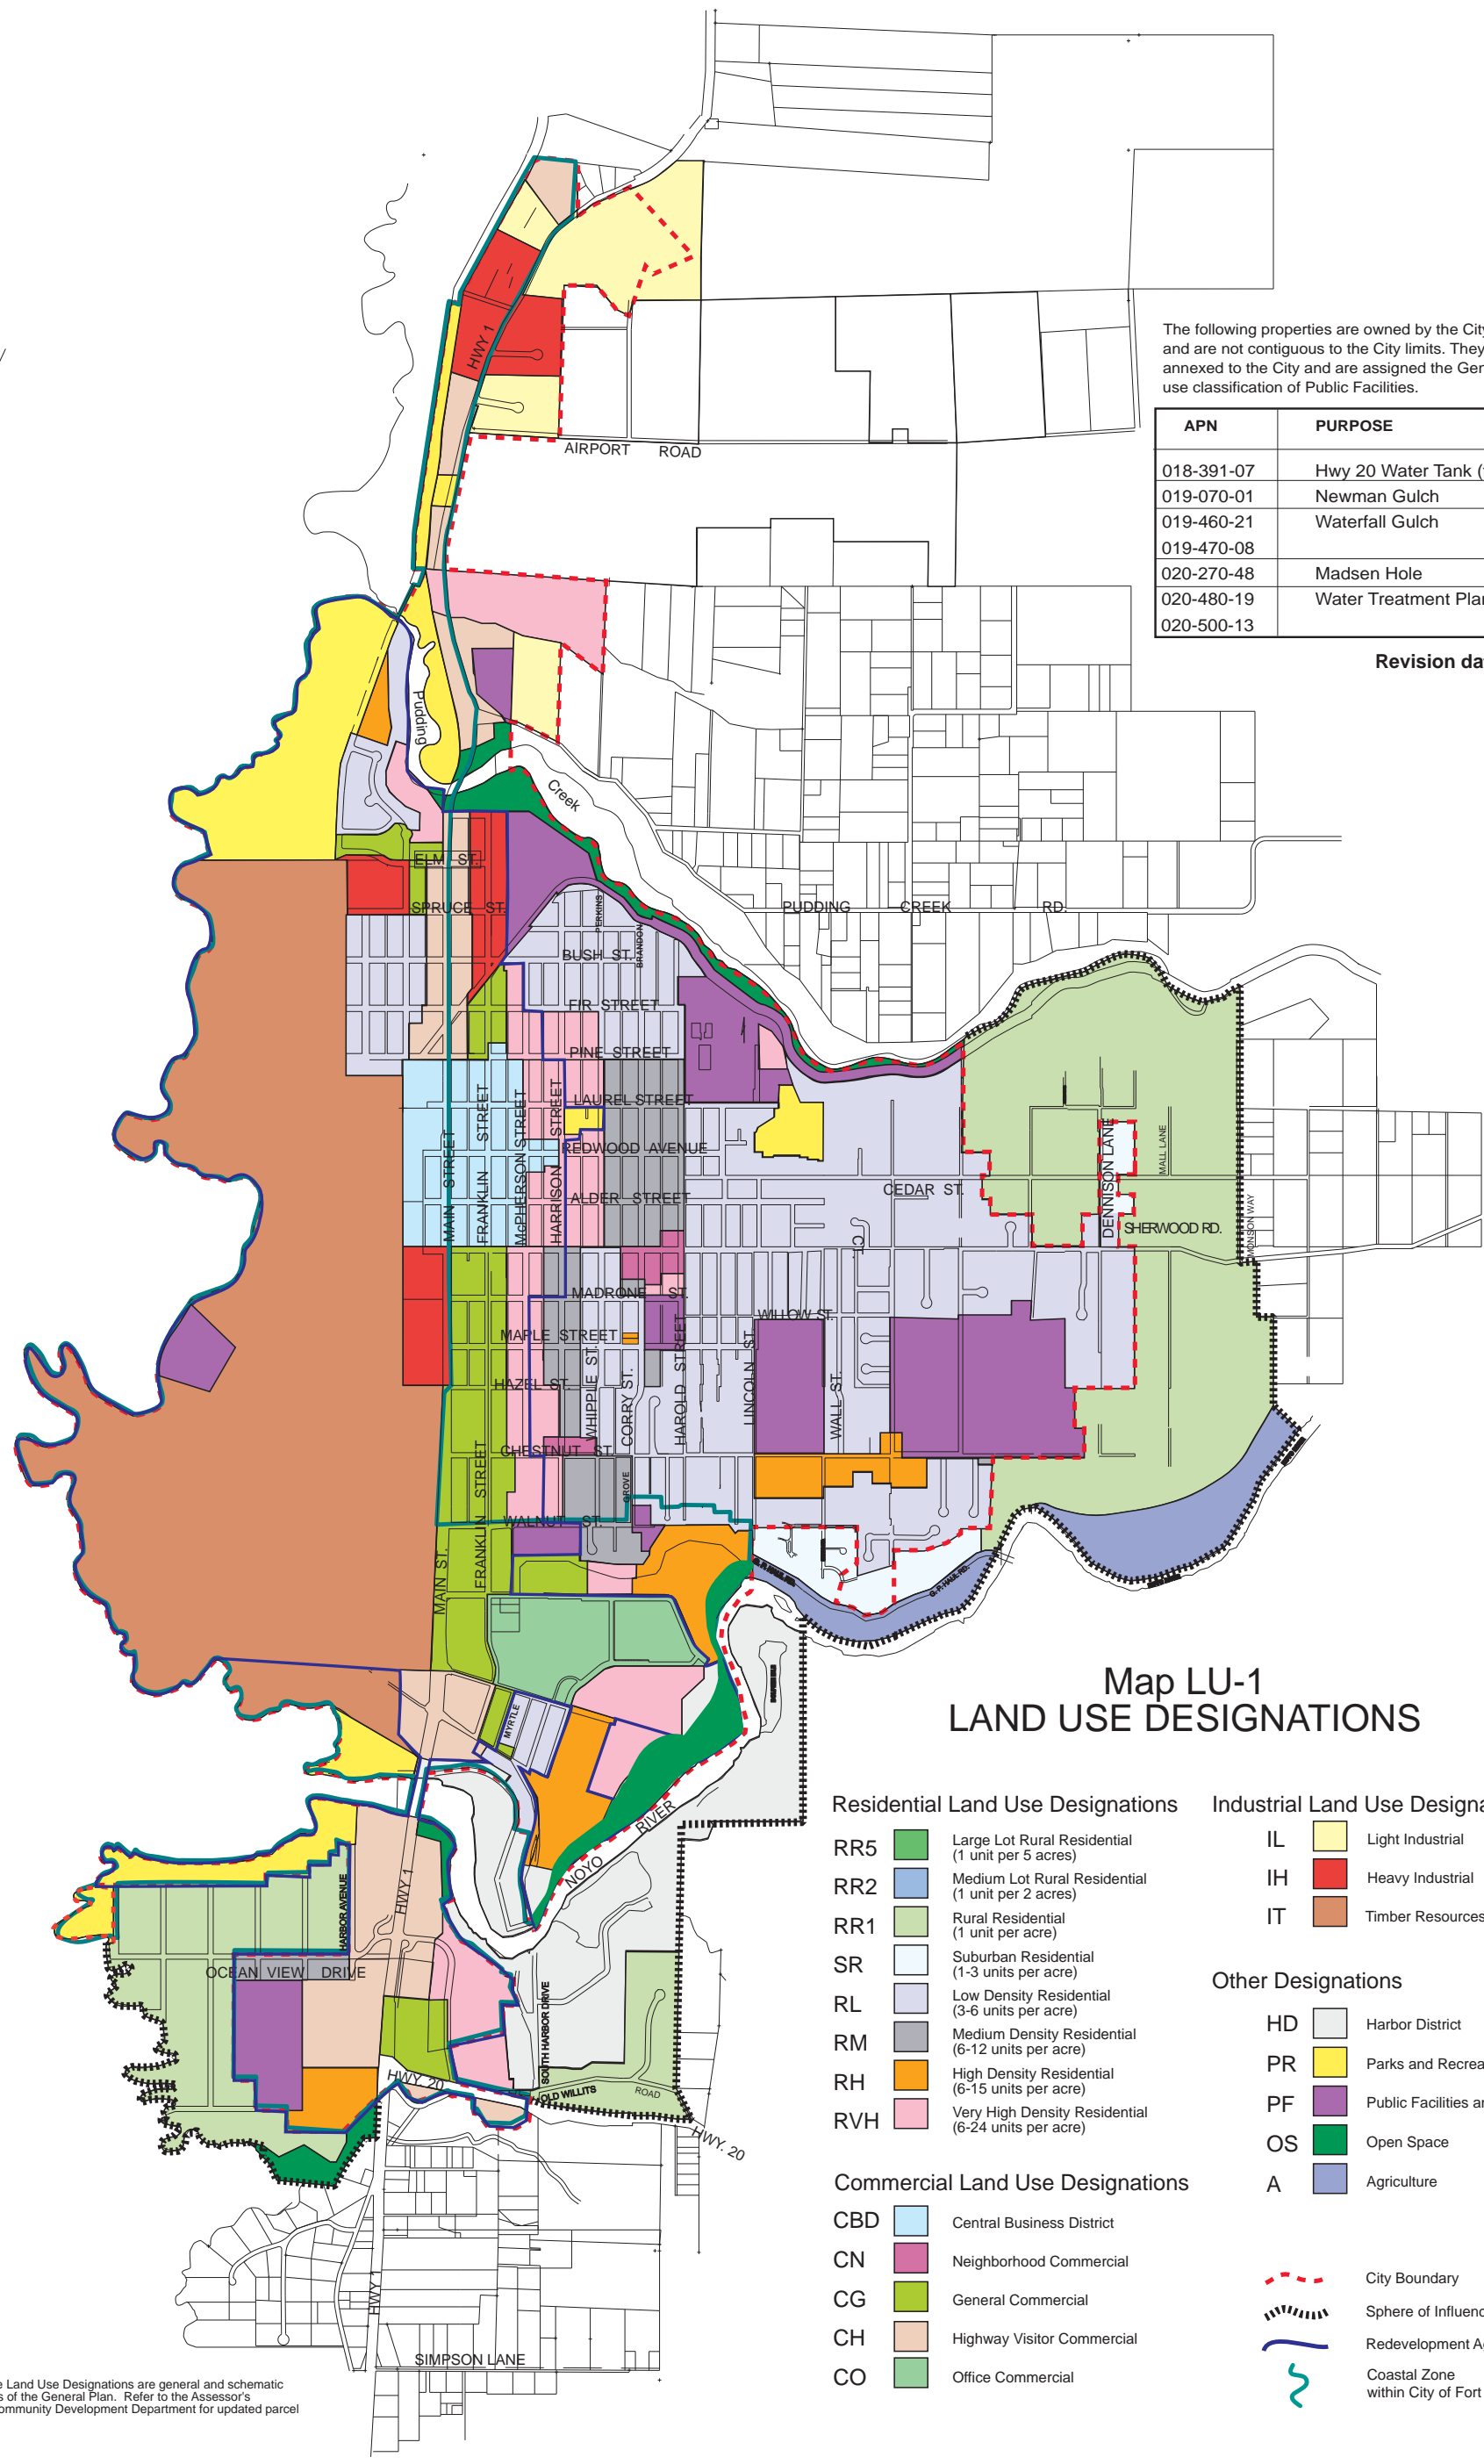 The following properties are owned by the City
and are not contiguous to the City limits. They
annexed to the City and are assigned the Gen
use classification of Public Facilities.
APN PURPOSE
018-391-07 Hwy 20 Water Tank (
019-070-01 Newman Gulch
019-460-21 Waterfall Gulch
019-470-08
020-270-48 Madsen Hole
020-480-19 Water Treatment Plan
020-500-13
Revision da
HWY 1
AIRPORT ROAD
Pudding
Creek
ELM ST.
SPRUCE ST.
PERKINS
BRANDON
BUSH ST.
PUDDING CREEK RD.
FIR STREET
PINE STREET
LAUREL STREET
REDWOOD AVENUE
ALDER STREET
MAIN STREET
FRANKLIN STREET
McPHERSON STREET
HARRISON STREET
CEDAR ST.
CT.
DENNISON LANE
MALL LANE
SHERWOOD RD.
MONSON WAY
MADRONE ST.
MAPLE STREET
WILLOW ST.
HAZEL ST.
WHIPPLE ST.
CORRY ST.
HAROLD STREET
LINCOLN ST.
WALL ST.
CHESTNUT ST.
GROVE
WALNUT ST.
MAIN ST.
FRANKLIN STREET
G. P. HAUL RD.
G. P. HAUL RD.
MYRTLE
NOYO RIVER
HARBOR AVENUE
HWY 1
OCEAN VIEW DRIVE
SOUTH HARBOR DRIVE
HWY. 20
OLD WILLITS ROAD
HWY. 20
HWY 1
SIMPSON LANE
Map LU-1
LAND USE DESIGNATIONS
Residential Land Use Designations
RR5 Large Lot Rural Residential
(1 unit per 5 acres)
RR2 Medium Lot Rural Residential
(1 unit per 2 acres)
RR1 Rural Residential
(1 unit per acre)
SR Suburban Residential
(1-3 units per acre)
RL Low Density Residential
(3-6 units per acre)
RM Medium Density Residential
(6-12 units per acre)
RH High Density Residential
(6-15 units per acre)
RVH Very High Density Residential
(6-24 units per acre)
Commercial Land Use Designations
CBD Central Business District
CN Neighborhood Commercial
CG General Commercial
CH Highway Visitor Commercial
CO Office Commercial
Industrial Land Use Designa
IL Light Industrial
IH Heavy Industrial
IT Timber Resources
Other Designations
HD Harbor District
PR Parks and Recrea
PF Public Facilities an
OS Open Space
A Agriculture
City Boundary
Sphere of Influenc
Redevelopment A
Coastal Zone
within City of Fort
e Land Use Designations are general and schematic
s of the General Plan. Refer to the Assessor's
ommunity Development Department for updated parcel